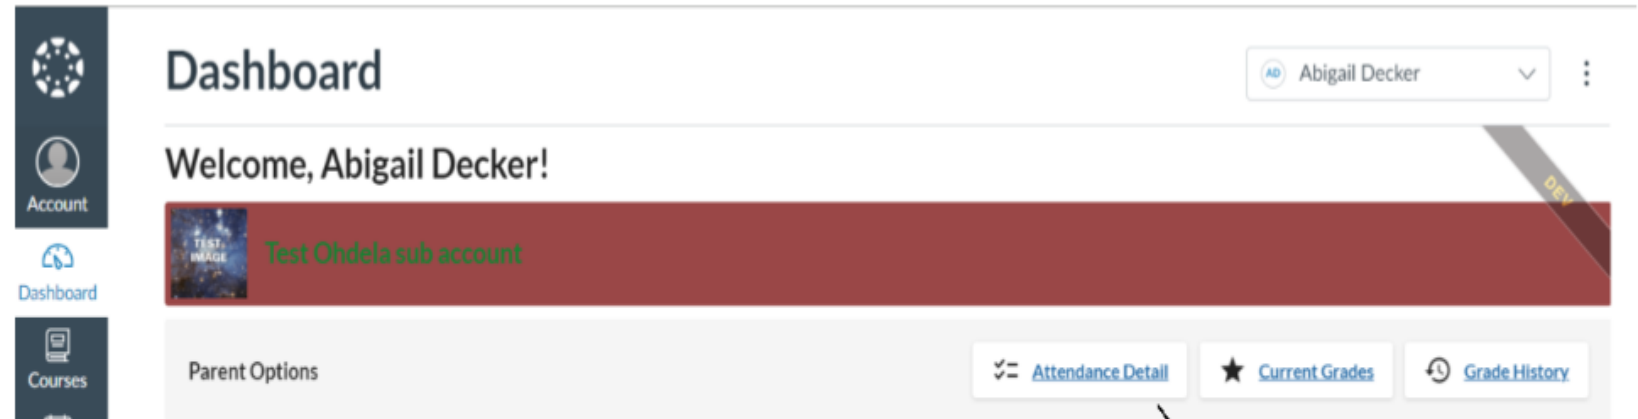 Dashboard
AD Abigail Decker
Account
Welcome, Abigail Decker!
DEV
TEST
IMAGE
Test Ohdela sub account
Dashboard
Parent Options
Attendance Detail
Current Grades
Grade History
Courses